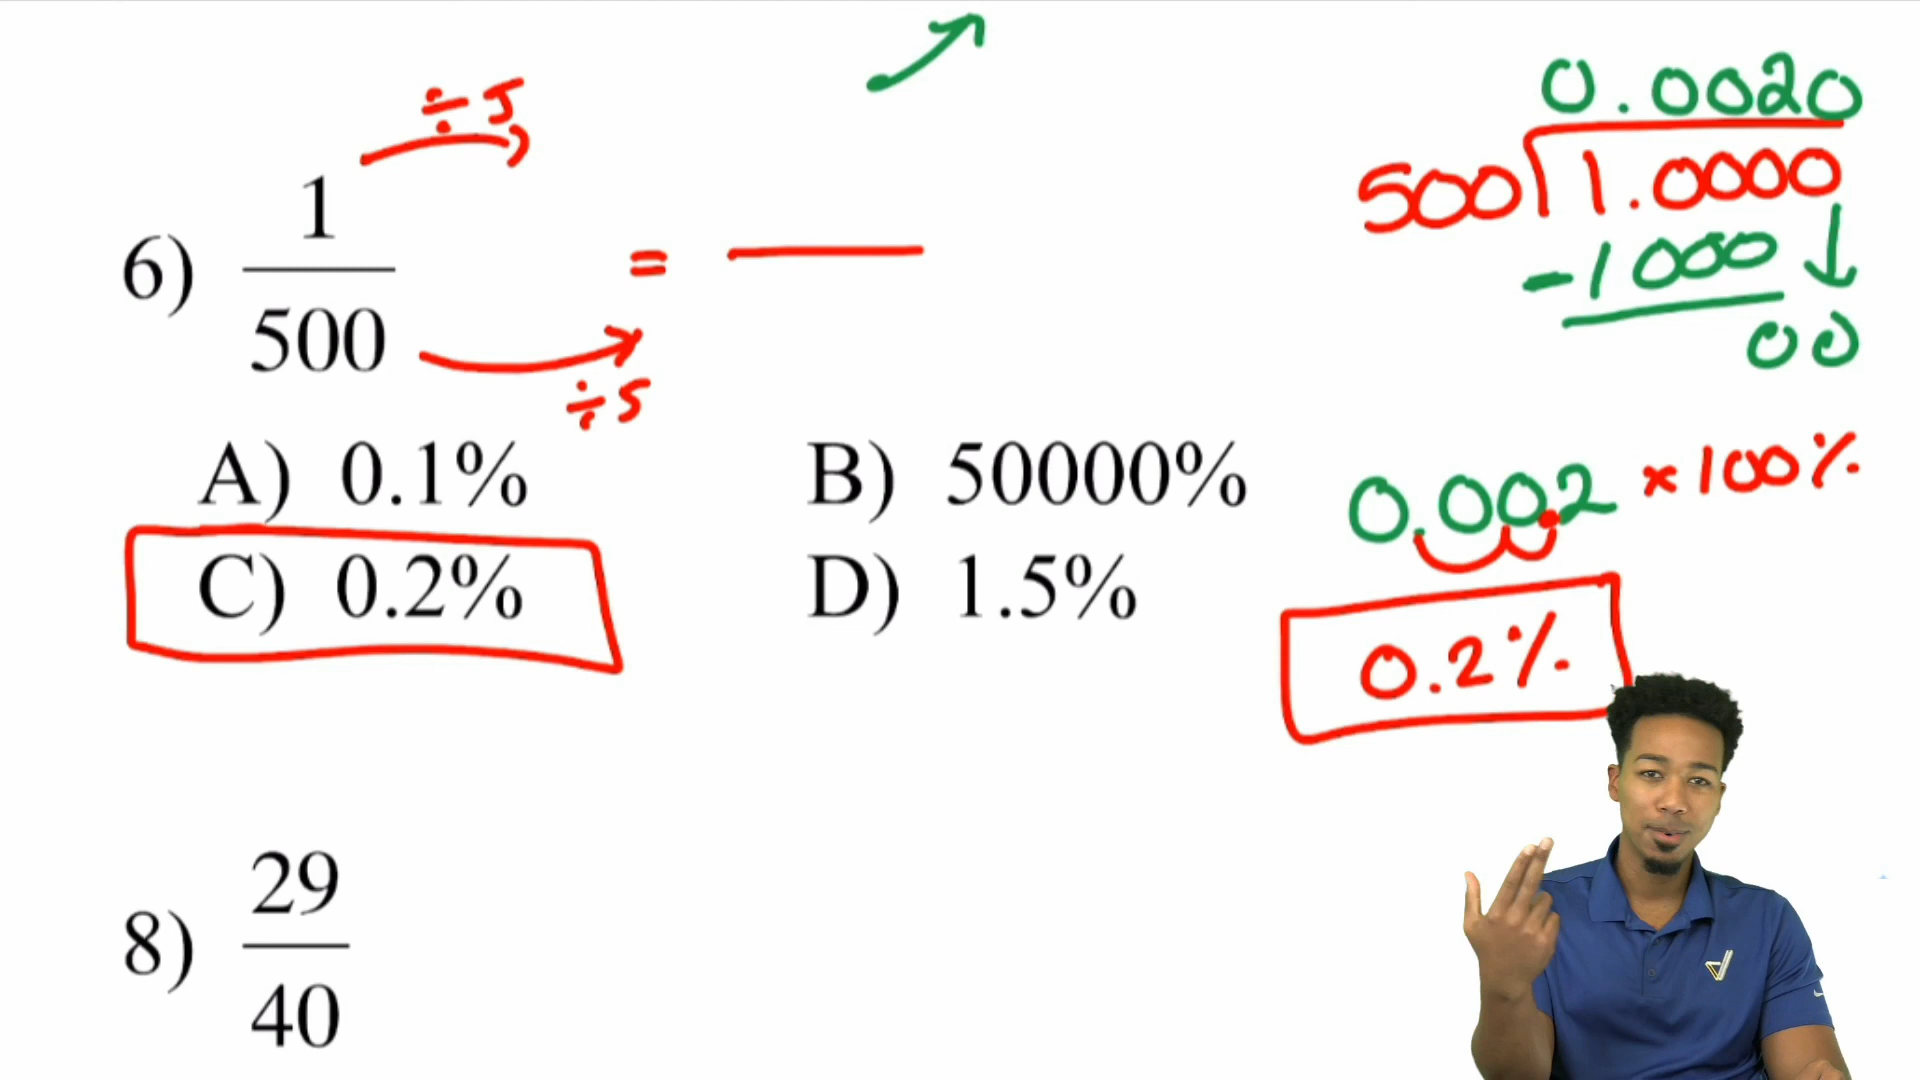 ÷5
6) 1/500 = ___
÷5
A) 0.1%
B) 50000%
C) 0.2%
D) 1.5%
8) 29/40
0.0020
500 1.0000
-1000
00
0.002 × 100%
0.2%